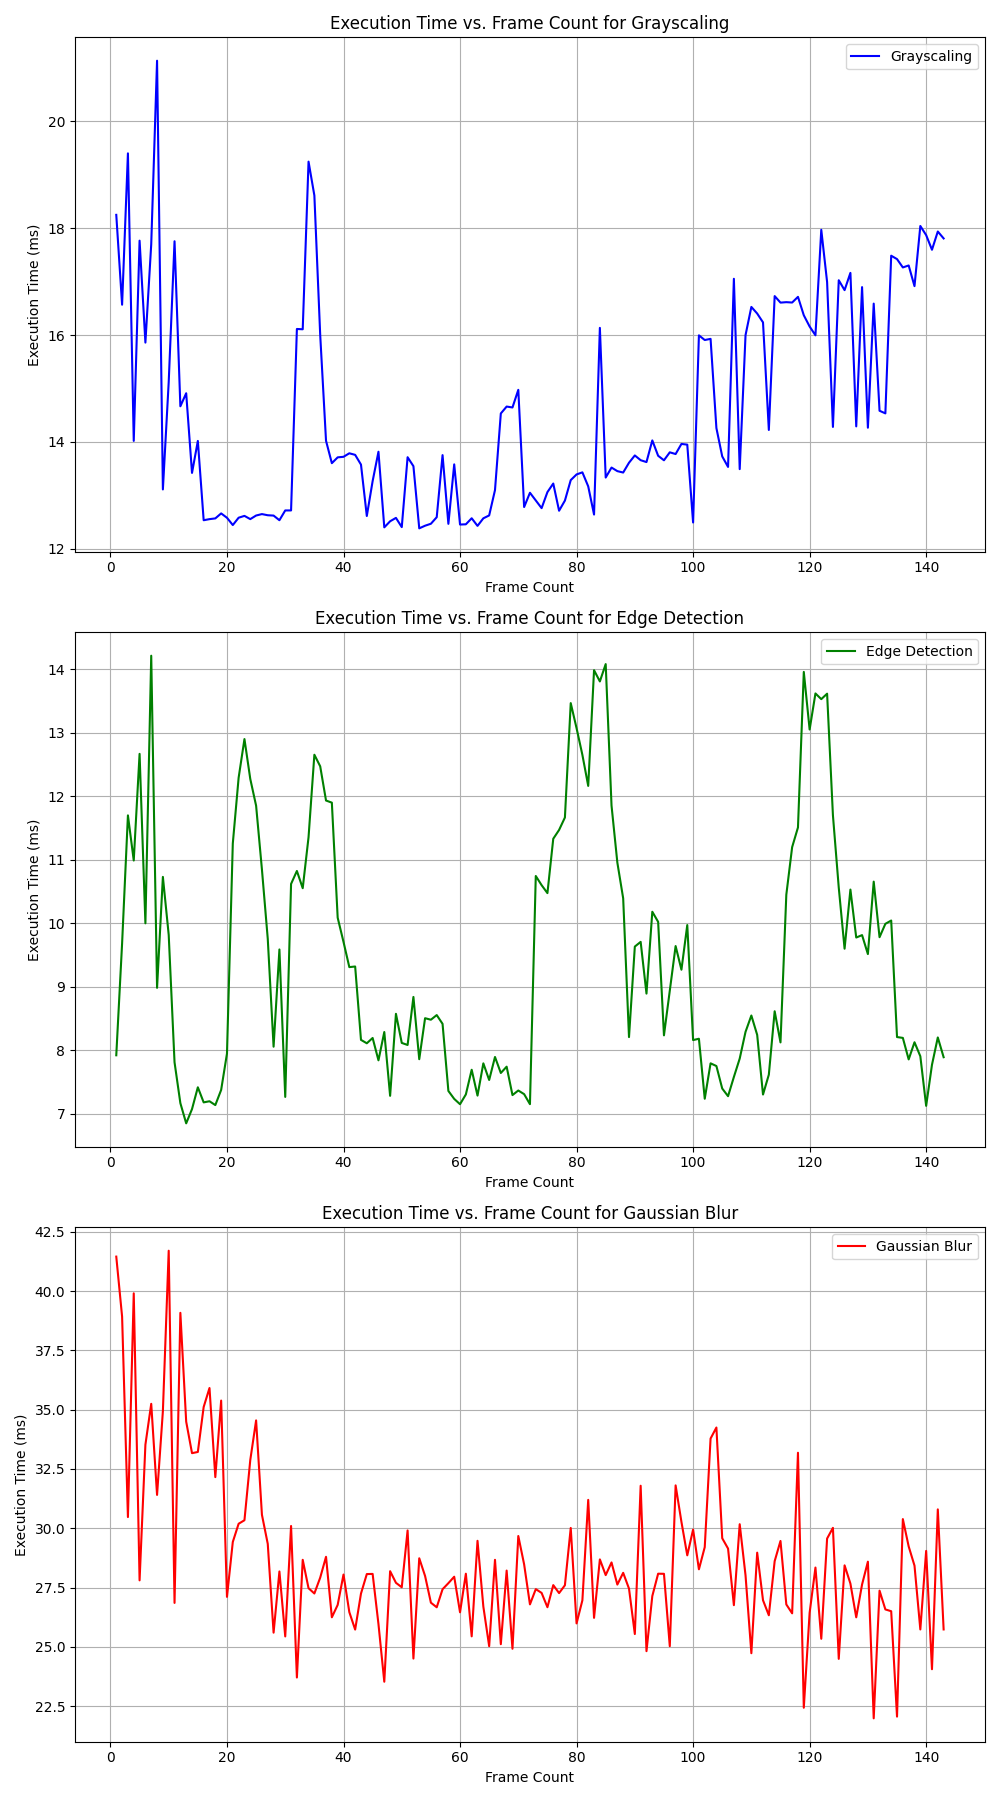 Execution Time vs. Frame Count for Grayscaling
Grayscaling
Execution Time (ms)
20
18
16
14
12
0 20 40 60 80 100 120 140
Frame Count
Execution Time vs. Frame Count for Edge Detection
Edge Detection
Execution Time (ms)
14
13
12
11
10
9
8
7
0 20 40 60 80 100 120 140
Frame Count
Execution Time vs. Frame Count for Gaussian Blur
Gaussian Blur
Execution Time (ms)
42.5
40.0
37.5
35.0
32.5
30.0
27.5
25.0
22.5
0 20 40 60 80 100 120 140
Frame Count